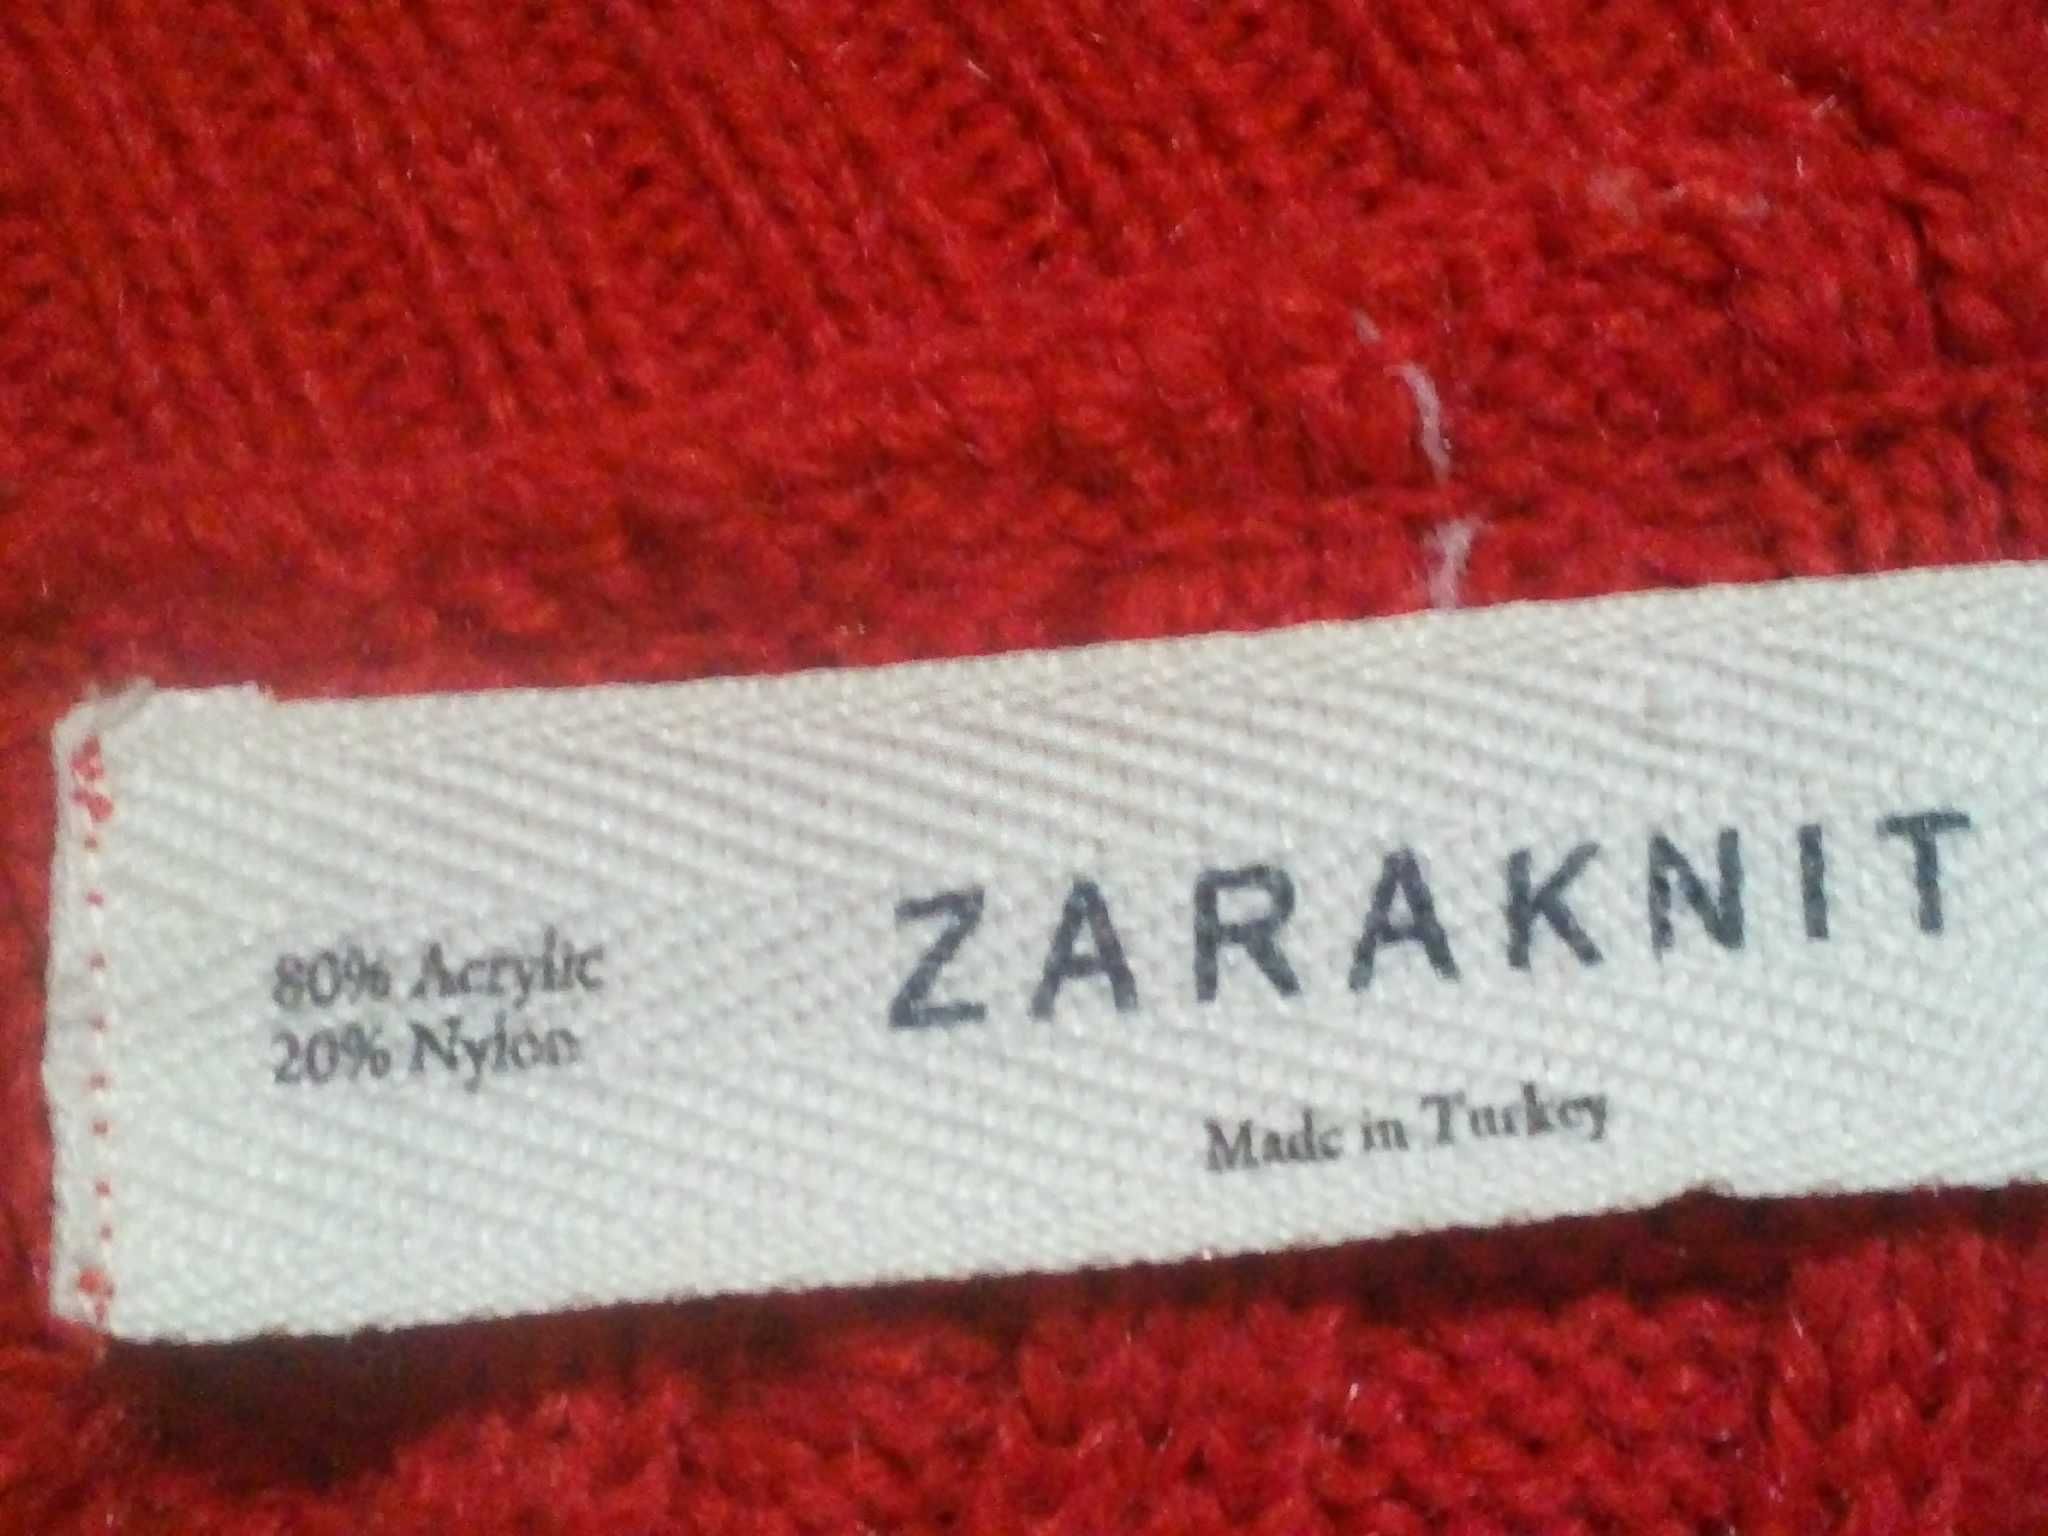 80% Acrylic
20% Nylon
ZARAKNIT
Made in Turkey